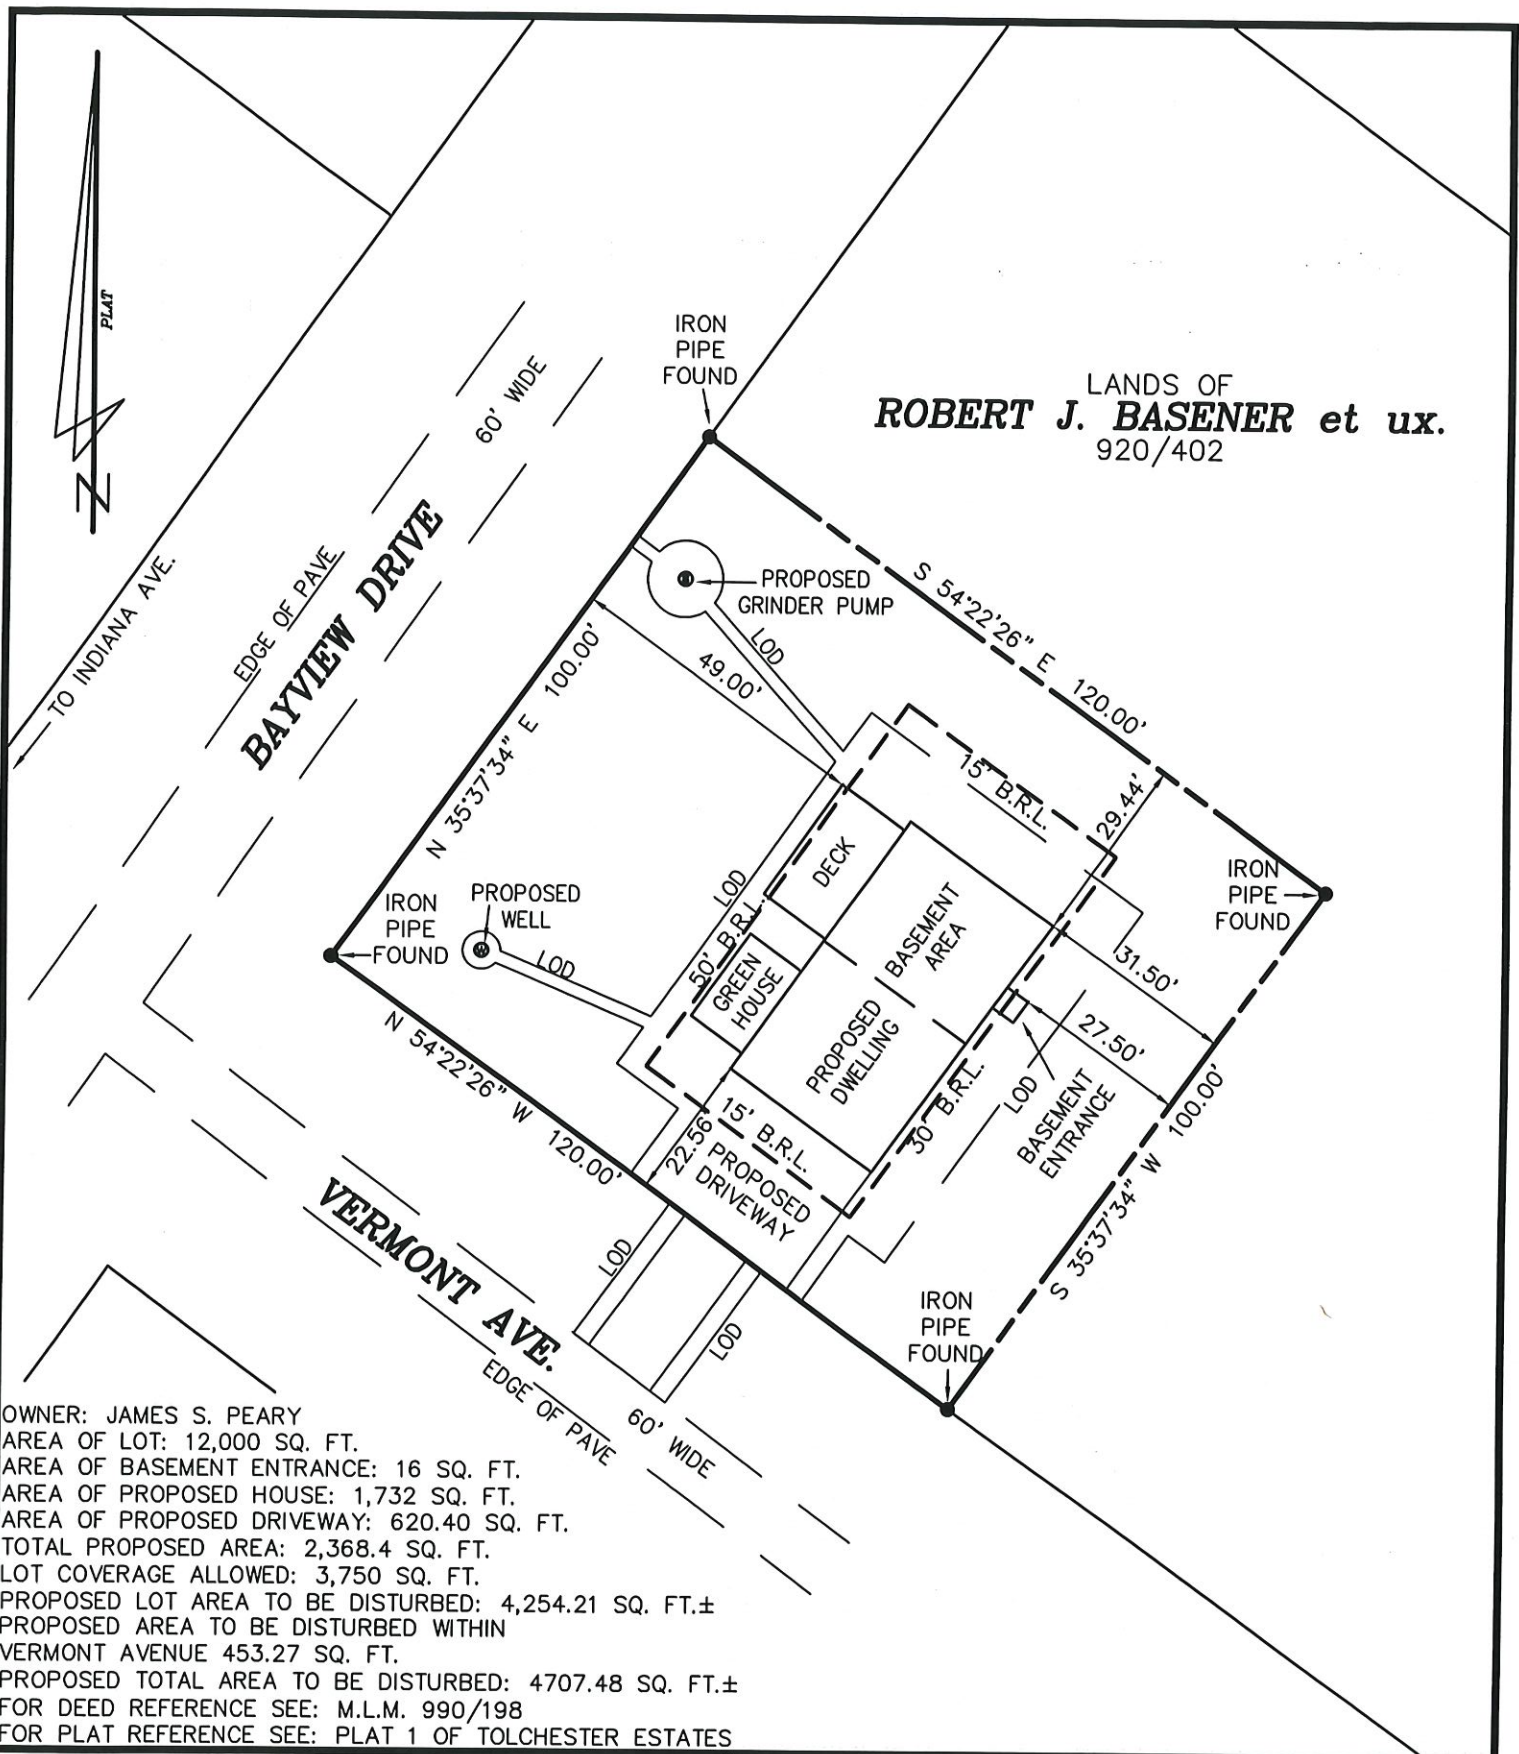 PLAT
N
TO INDIANA AVE.
EDGE OF PAVE
BAYVIEW DRIVE
60' WIDE
IRON
PIPE
FOUND
LANDS OF
ROBERT J. BASENER et ux.
920/402
PROPOSED
GRINDER PUMP
LOD
49.00'
S 54°22'26" E 120.00'
N 35°37'34" E 100.00'
15' B.R.L.
29.44'
DECK
LOD
50' B.R.L.
GREEN
HOUSE
BASEMENT
AREA
PROPOSED
DWELLING
IRON
PIPE
FOUND
IRON
PIPE
FOUND
PROPOSED
WELL
LOD
31.50'
27.50'
30' B.R.L.
LOD
BASEMENT
ENTRANCE
S 35°37'34" W 100.00'
N 54°22'26" W 120.00'
22.56'
15' B.R.L.
PROPOSED
DRIVEWAY
LOD
LOD
VERMONT AVE.
EDGE OF PAVE
60' WIDE
IRON
PIPE
FOUND
OWNER: JAMES S. PEARY
AREA OF LOT: 12,000 SQ. FT.
AREA OF BASEMENT ENTRANCE: 16 SQ. FT.
AREA OF PROPOSED HOUSE: 1,732 SQ. FT.
AREA OF PROPOSED DRIVEWAY: 620.40 SQ. FT.
TOTAL PROPOSED AREA: 2,368.4 SQ. FT.
LOT COVERAGE ALLOWED: 3,750 SQ. FT.
PROPOSED LOT AREA TO BE DISTURBED: 4,254.21 SQ. FT.±
PROPOSED AREA TO BE DISTURBED WITHIN
VERMONT AVENUE 453.27 SQ. FT.
PROPOSED TOTAL AREA TO BE DISTURBED: 4707.48 SQ. FT.±
FOR DEED REFERENCE SEE: M.L.M. 990/198
FOR PLAT REFERENCE SEE: PLAT 1 OF TOLCHESTER ESTATES